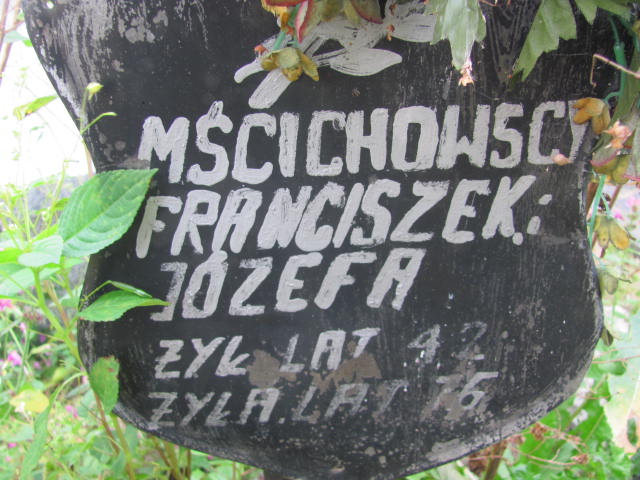 MŚCICHOWSCY
FRANCISZEK i
JÓZEFA
ŻYŁ LAT 42
ŻYŁA LAT 76